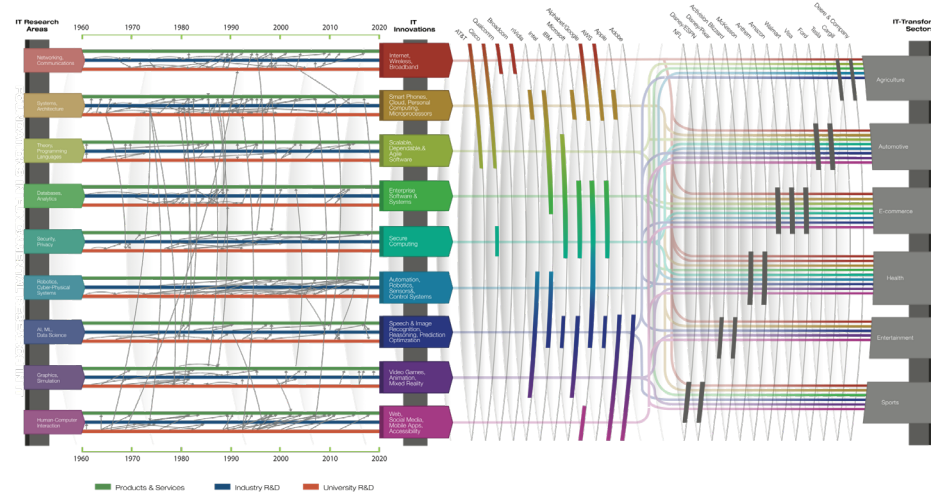 IT Research
Areas
1960
1970
1980
1990
2000
2010
2020
IT
Innovations
AT&T
Cisco
Qualcomm
Broadcom
nVidia
Intel
IBM
Microsoft
Alphabet/Google
AWS
Apple
Adobe
NFL
Disney/ESPN
Disney/Pixar
Activision Blizzard
McKesson
Anthem
Amazon
Walmart
Visa
Ford
Tesla
Cargill
Deere & Company
IT-Transfor
Sector
Networking,
Communications
Systems,
Architecture
Theory,
Programming
Languages
Databases,
Analytics
Security,
Privacy
Robotics,
Cyber-Physical
Systems
AI, ML,
Data Science
Graphics,
Simulation
Human-Computer
Interaction
Internet,
Wireless,
Broadband
Smart Phones,
Cloud, Personal
Computing,
Microprocessors
Scalable,
Dependable &
Agile
Software
Enterprise
Software &
Systems
Secure
Computing
Automation,
Robotics,
Sensors&,
Control Systems
Speech & Image
Recognition,
Reasoning, Prediction
Optimization
Video Games,
Animation,
Mixed Reality
Web,
Social Media,
Mobile Apps,
Accessibility
Agriculture
Automotive
E-commerce
Health
Entertainment
Sports
1960
1970
1980
1990
2000
2010
2020
Products & Services
Industry R&D
University R&D